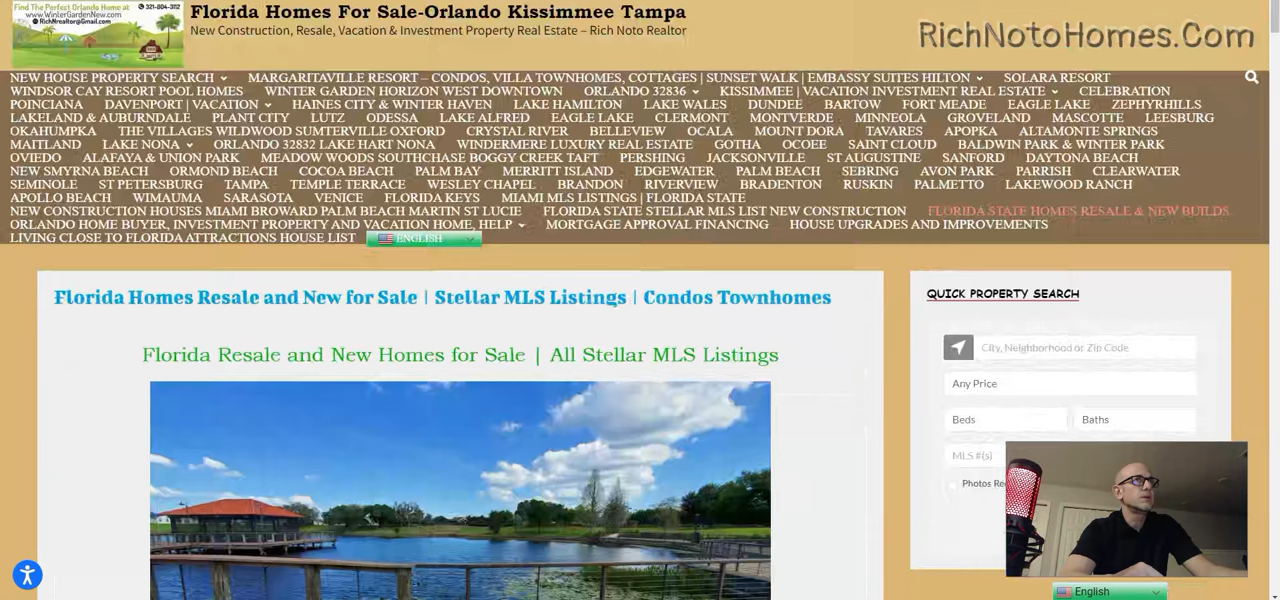 Find The Perfect Orlando Home at
www.WinterGardenNew.com
RichNrealtor@Gmail.com
321-804-3112
Florida Homes For Sale-Orlando Kissimmee Tampa
New Construction, Resale, Vacation & Investment Property Real Estate – Rich Noto Realtor
RichNotoHomes.Com
NEW HOUSE PROPERTY SEARCH MARGARITAVILLE RESORT – CONDOS, VILLA TOWNHOMES, COTTAGES | SUNSET WALK | EMBASSY SUITES HILTON SOLARA RESORT
WINDSOR CAY RESORT POOL HOMES WINTER GARDEN HORIZON WEST DOWNTOWN ORLANDO 32836 KISSIMMEE | VACATION INVESTMENT REAL ESTATE CELEBRATION
POINCIANA DAVENPORT | VACATION HAINES CITY & WINTER HAVEN LAKE HAMILTON LAKE WALES DUNDEE BARTOW FORT MEADE EAGLE LAKE ZEPHYRHILLS
LAKELAND & AUBURNDALE PLANT CITY LUTZ ODESSA LAKE ALFRED EAGLE LAKE CLERMONT MONTVERDE MINNEOLA GROVELAND MASCOTTE LEESBURG
OKAHUMPKA THE VILLAGES WILDWOOD SUMTERVILLE OXFORD CRYSTAL RIVER BELLEVIEW OCALA MOUNT DORA TAVARES APOPKA ALTAMONTE SPRINGS
MAITLAND LAKE NONA ORLANDO 32832 LAKE HART NONA WINDERMERE LUXURY REAL ESTATE GOTHA OCOEE SAINT CLOUD BALDWIN PARK & WINTER PARK
OVIEDO ALAFAYA & UNION PARK MEADOW WOODS SOUTHCHASE BOGGY CREEK TAFT PERSHING JACKSONVILLE ST AUGUSTINE SANFORD DAYTONA BEACH
NEW SMYRNA BEACH ORMOND BEACH COCOA BEACH PALM BAY MERRITT ISLAND EDGEWATER PALM BEACH SEBRING AVON PARK PARRISH CLEARWATER
SEMINOLE ST PETERSBURG TAMPA TEMPLE TERRACE WESLEY CHAPEL BRANDON RIVERVIEW BRADENTON RUSKIN PALMETTO LAKEWOOD RANCH
APOLLO BEACH WIMAUMA SARASOTA VENICE FLORIDA KEYS MIAMI MLS LISTINGS | FLORIDA STATE
NEW CONSTRUCTION HOUSES MIAMI BROWARD PALM BEACH MARTIN ST LUCIE FLORIDA STATE STELLAR MLS LIST NEW CONSTRUCTION FLORIDA STATE HOMES RESALE & NEW BUILDS
ORLANDO HOME BUYER, INVESTMENT PROPERTY AND VACATION HOME, HELP MORTGAGE APPROVAL FINANCING HOUSE UPGRADES AND IMPROVEMENTS
LIVING CLOSE TO FLORIDA ATTRACTIONS HOUSE LIST ENGLISH
Florida Homes Resale and New for Sale | Stellar MLS Listings | Condos Townhomes
Florida Resale and New Homes for Sale | All Stellar MLS Listings
QUICK PROPERTY SEARCH
City, Neighborhood or Zip Code
Any Price
Beds Baths
MLS #(s)
Photos Re
English